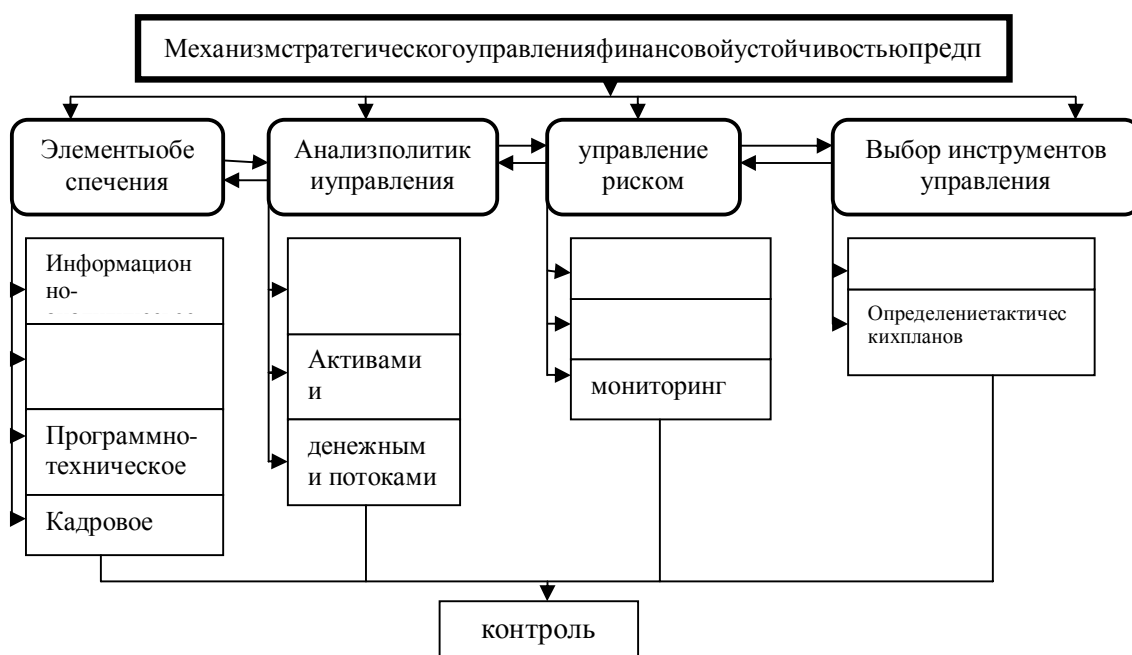 Механизмстратегическогоуправленияфинансовойустойчивостьюпредп
Элементыобе
спечения
Анализполитик
иуправления
управление
риском
Выбор инструментов
управления
Информацион
но-
Программно-
техническое
Кадровое
Активами
и
денежным
и потоками
мониторинг
Определениетактичес
кихпланов
контроль